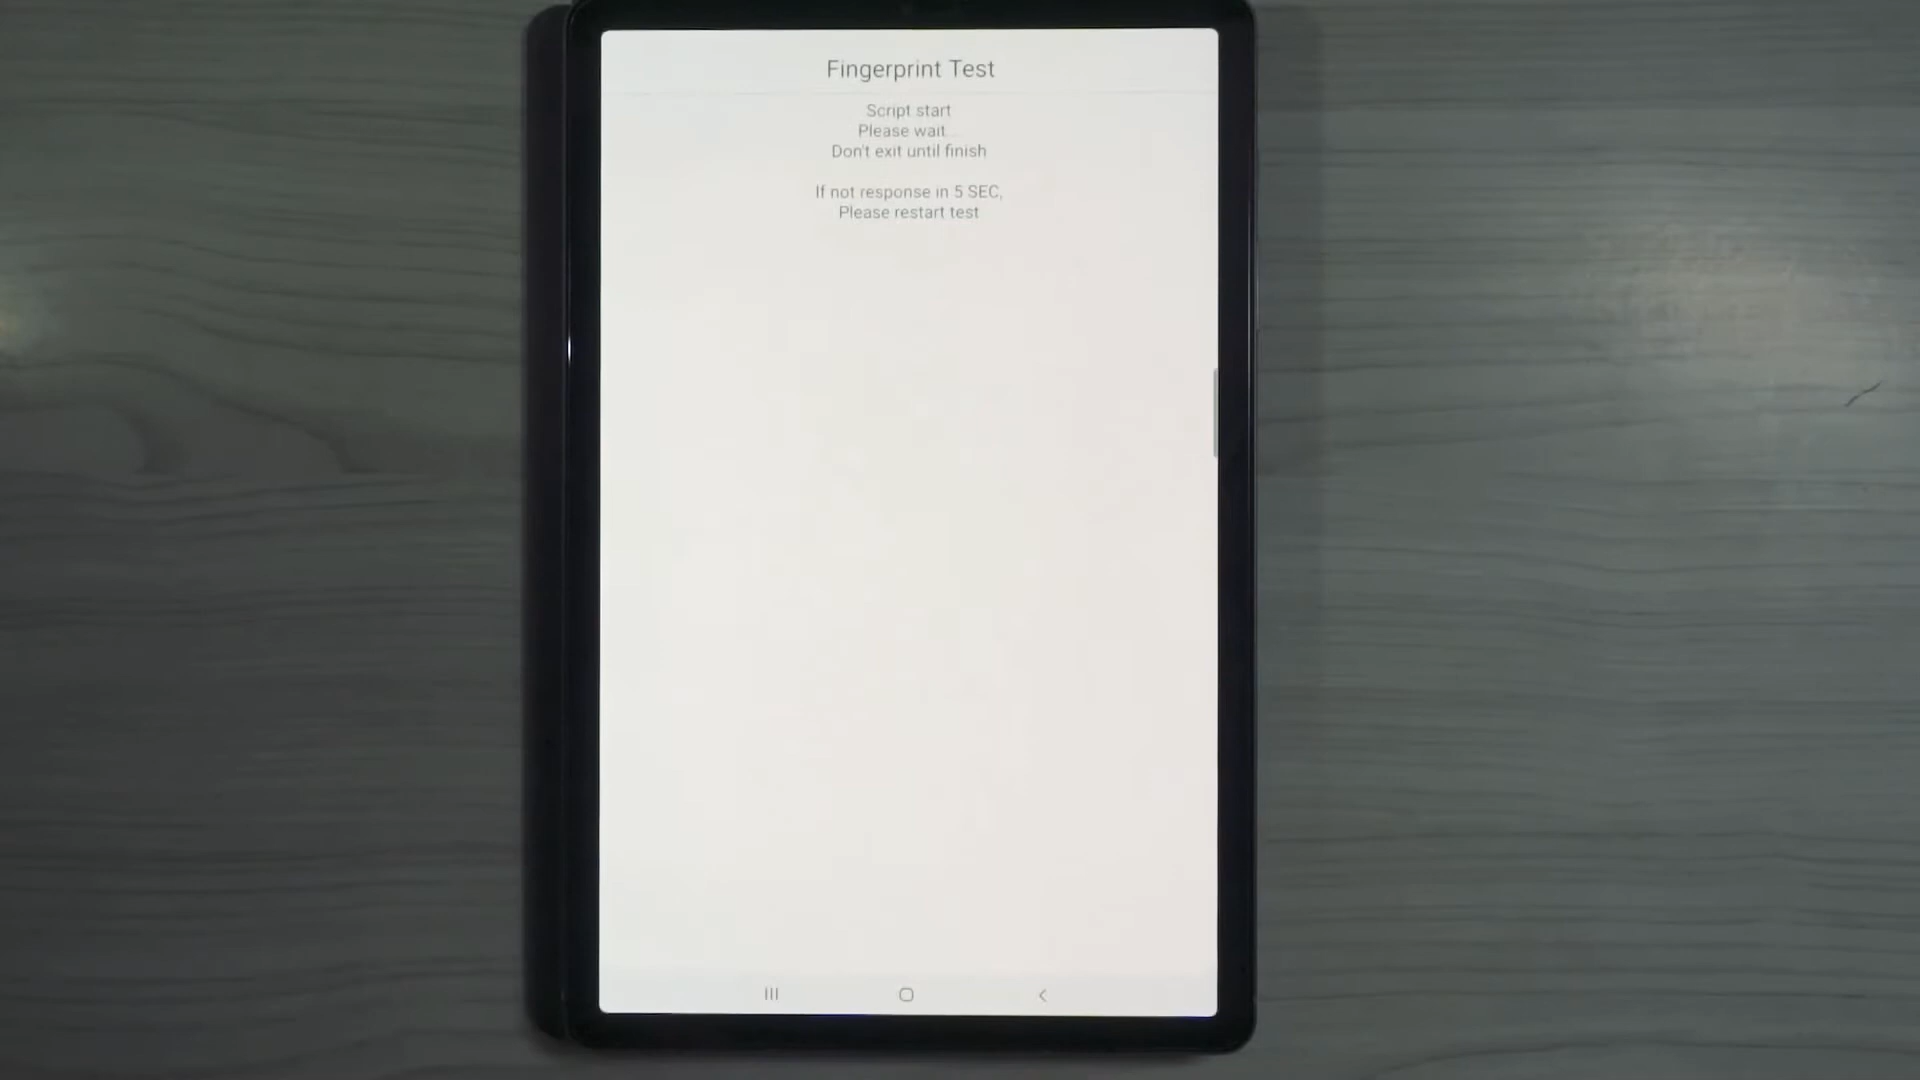 Fingerprint Test
Script start
Please wait
Don't exit until finish
If not response in 5 SEC,
Please restart test